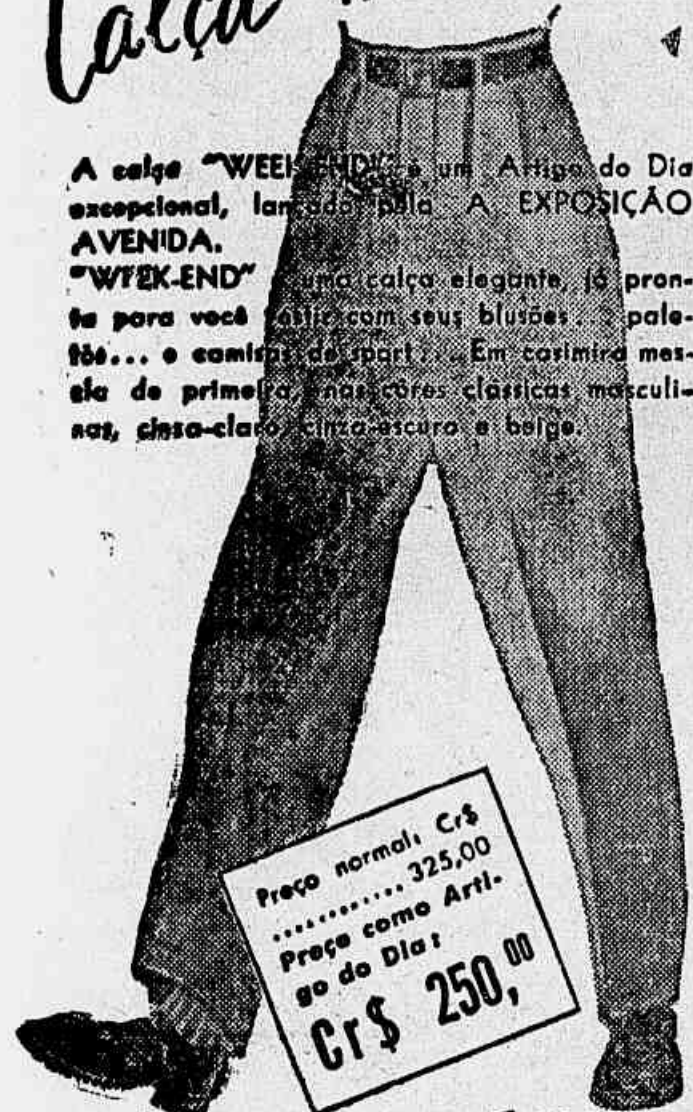 Calça
A calça "WEEK-END" é um Artigo do Dia
excepcional, lançado pela A EXPOSIÇÃO
AVENIDA.
"WEEK-END" é uma calça elegante, já pron-
ta para você vestir com seus blusões... pale-
tós... e camisas de sport... Em casimira mes-
cla de primeira, nas côres clássicas masculi-
nas, cinza-claro, cinza-escuro e beige.
Preço normal: Cr$
............ 325,00
Preço como Arti-
go do Dia:
Cr$ 250,00